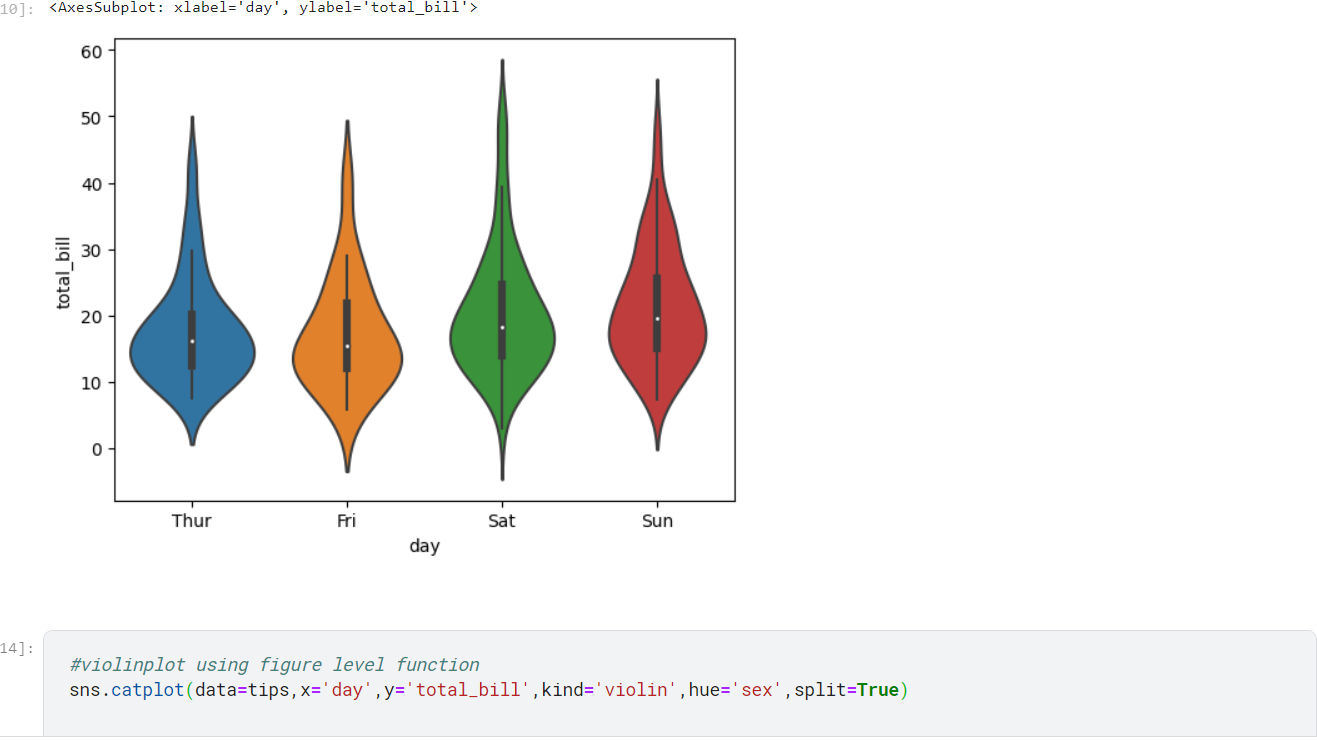 10]: <AxesSubplot: xlabel='day', ylabel='total_bill'>
60
50
40
30
20
10
0
total_bill
Thur Fri Sat Sun
day
14]:
#violinplot using figure level function
sns.catplot(data=tips,x='day',y='total_bill',kind='violin',hue='sex',split=True)